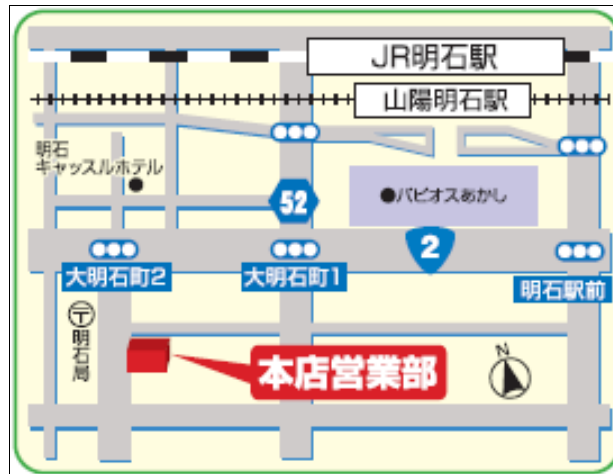 JR明石駅
山陽明石駅
明石
キャッスルホテル
パピオスあかし
52
2
大明石町2
大明石町1
明石駅前
〒
明石局
本店営業部
N